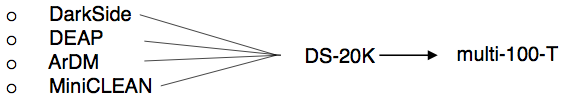 DarkSide
DEAP
ArDM
MiniCLEAN
DS-20K
multi-100-T